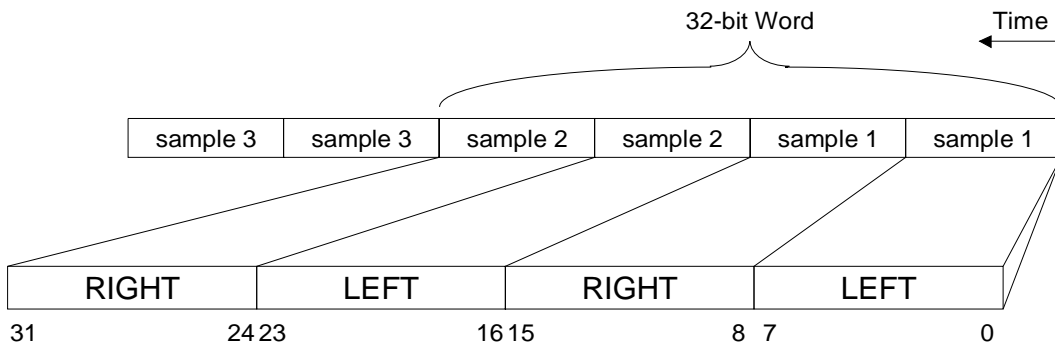 32-bit Word Time
sample 3 sample 3 sample 2 sample 2 sample 1 sample 1
RIGHT LEFT RIGHT LEFT
31 24 23 16 15 8 7 0